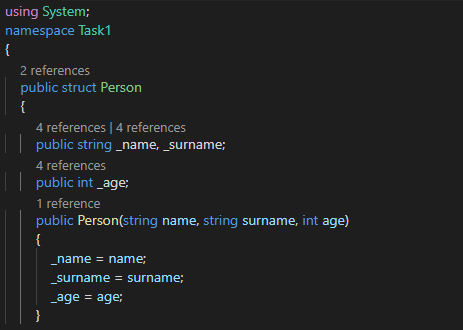 using System;
namespace Task1
{
2 references
public struct Person
{
4 references | 4 references
public string _name, _surname;
4 references
public int _age;
1 reference
public Person(string name, string surname, int age)
{
_name = name;
_surname = surname;
_age = age;
}